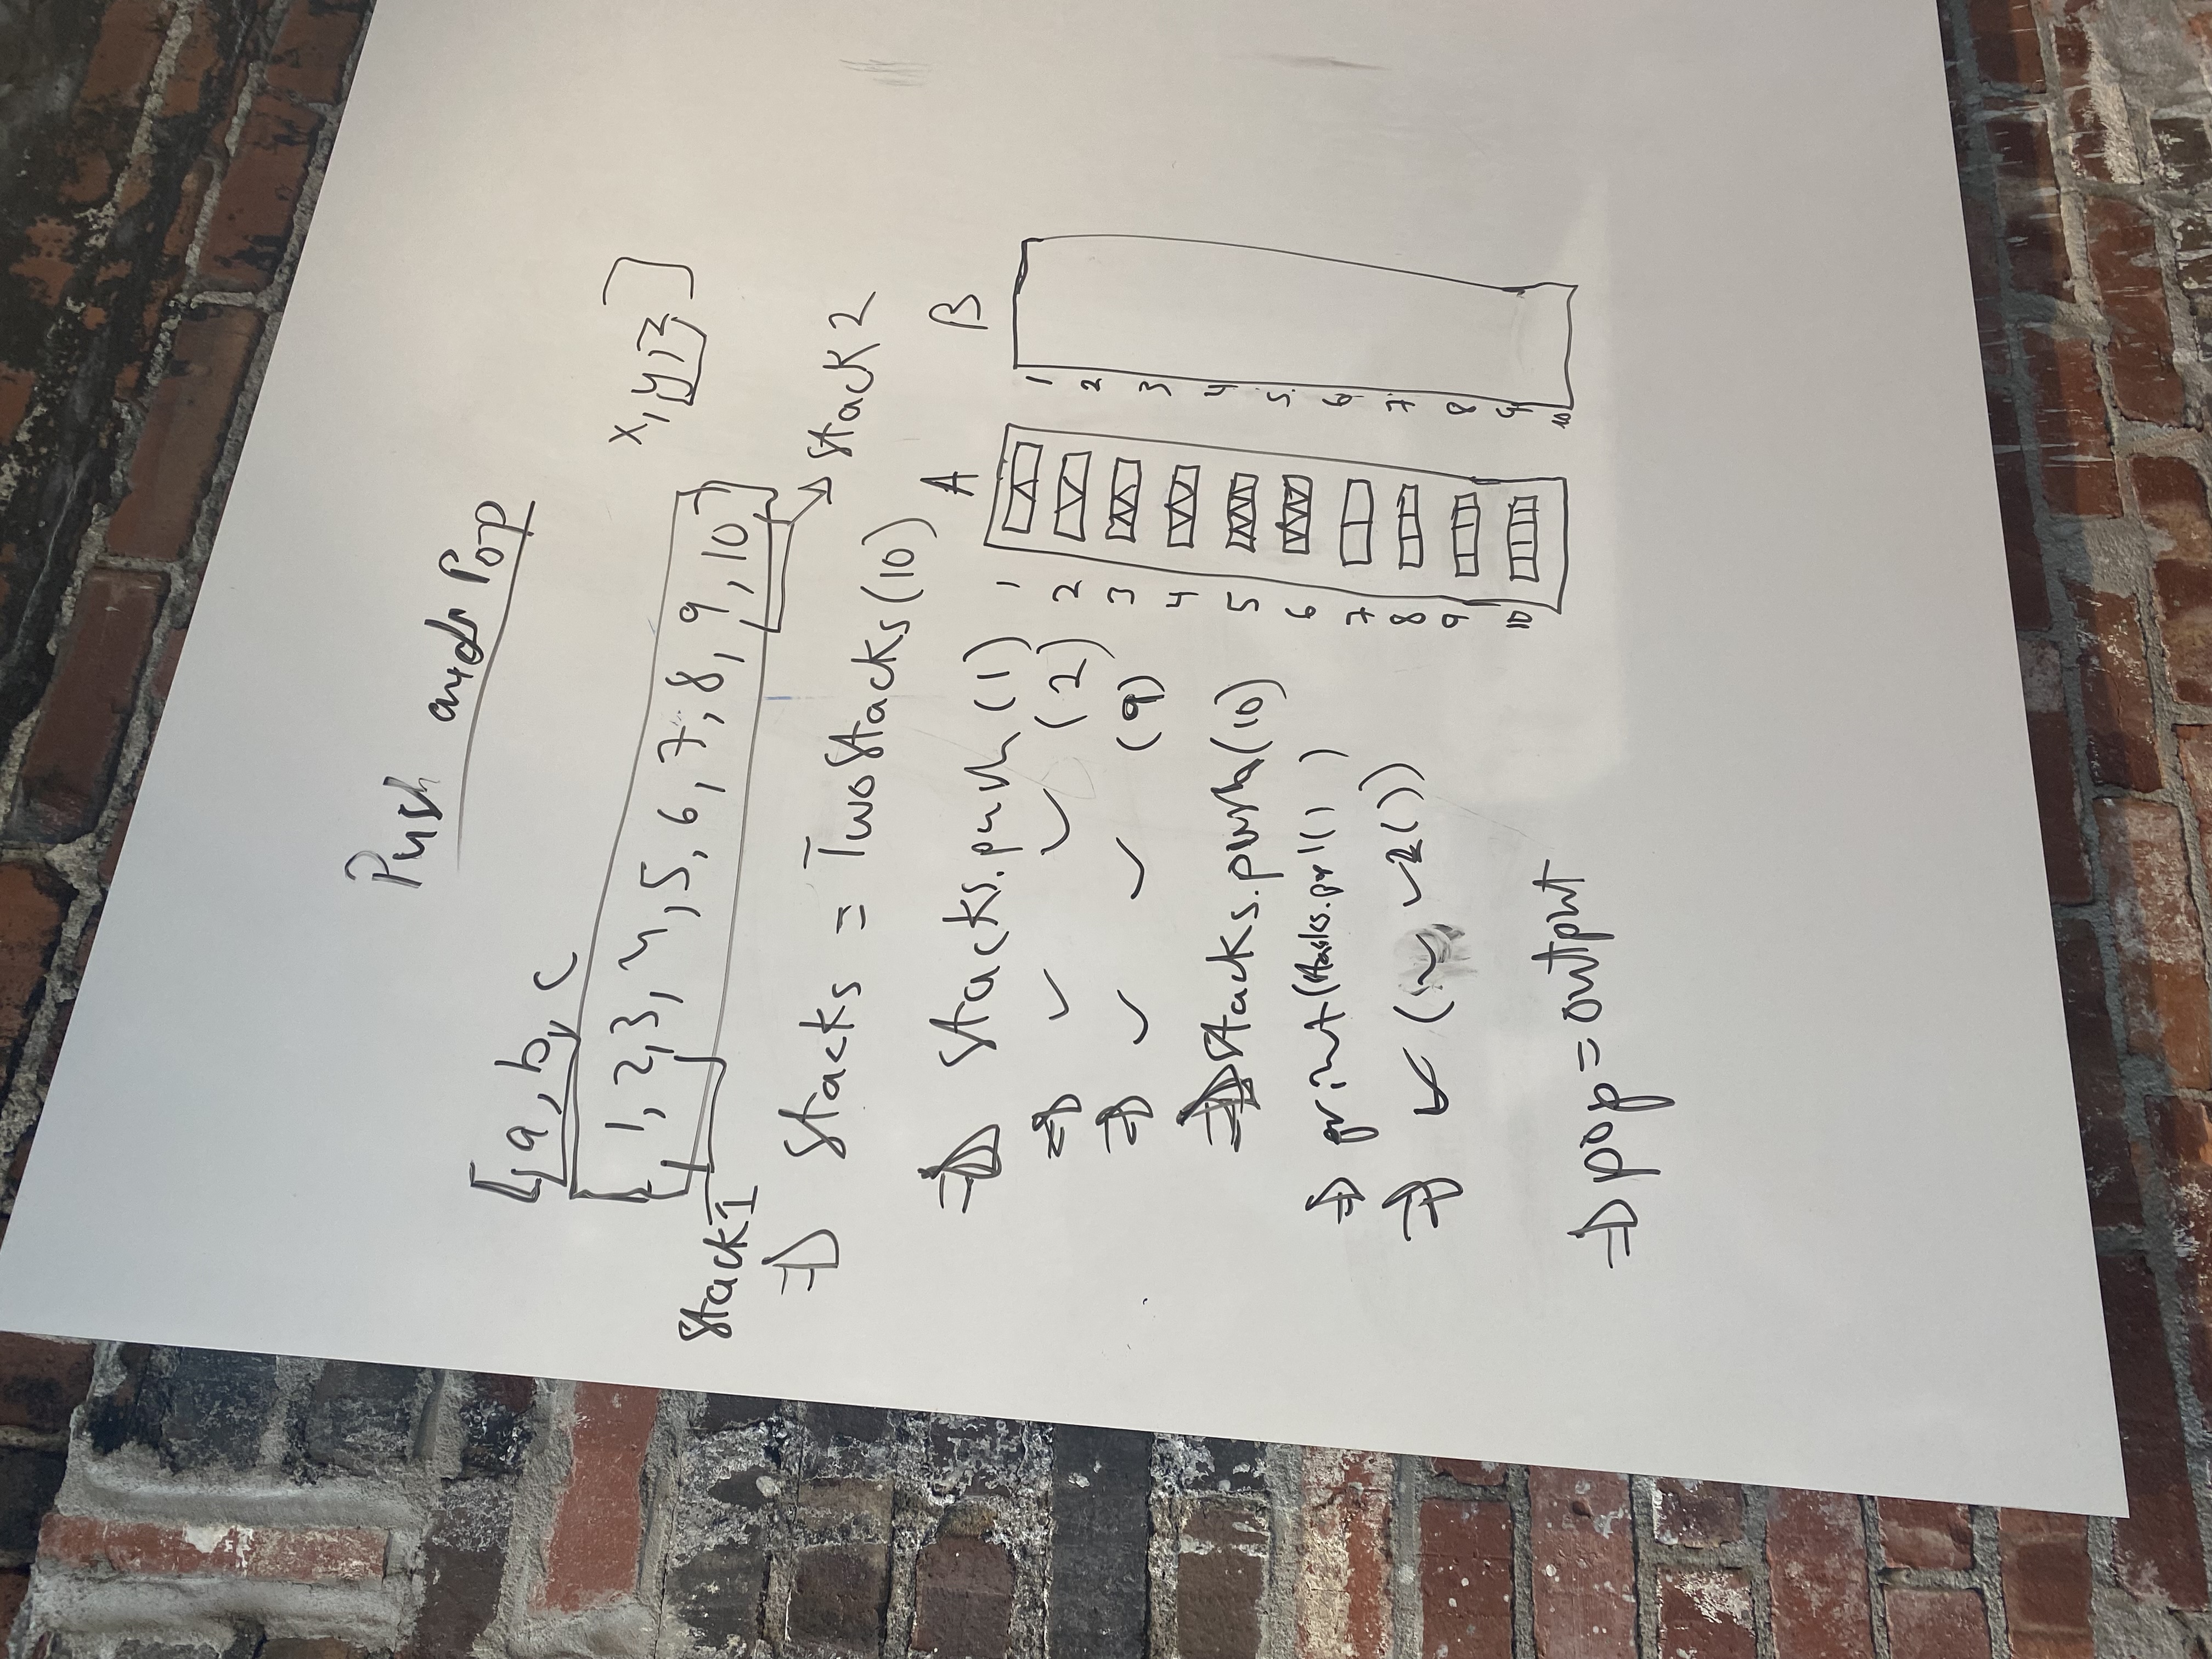 Push and Pop
[a, b, c
x, y, z]
[1, 2, 3, 4, 5, 6, 7, 8, 9, 10]
Stack1
Stack 2
⇒ Stacks = TwoStacks(10)
⇒ Stacks.push(1)
⇒ ✓ ✓ (2)
⇒ ✓ ✓ (9)
⇒ Stacks.push(10)
⇒ print(Stacks. )
⇒ ✓ ( ✓ ✓2())
⇒ pop = output
A
1
2
3
4
5
6
7
8
9
10
B
1
2
3
4
5
6
7
8
9
10